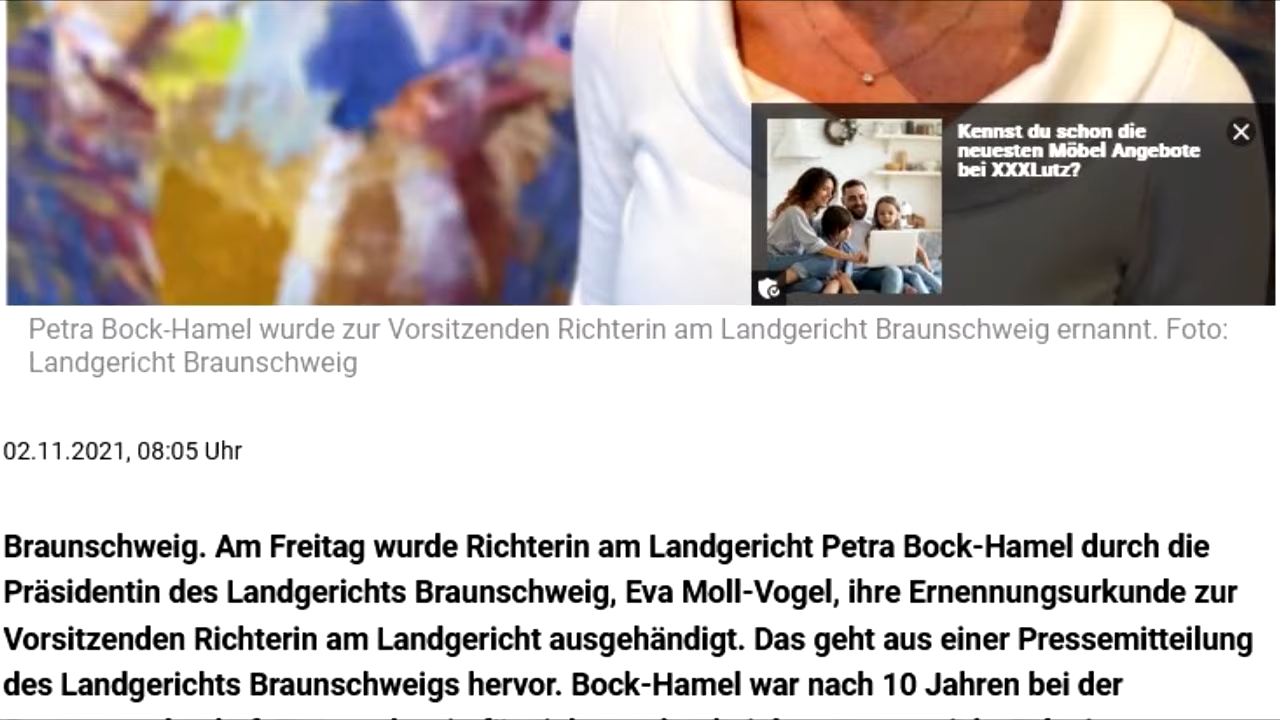 Kennst du schon die
neuesten Möbel Angebote
bei XXXLutz?
Petra Bock-Hamel wurde zur Vorsitzenden Richterin am Landgericht Braunschweig ernannt. Foto:
Landgericht Braunschweig
02.11.2021, 08:05 Uhr
Braunschweig. Am Freitag wurde Richterin am Landgericht Petra Bock-Hamel durch die
Präsidentin des Landgerichts Braunschweig, Eva Moll-Vogel, ihre Ernennungsurkunde zur
Vorsitzenden Richterin am Landgericht ausgehändigt. Das geht aus einer Pressemitteilung
des Landgerichts Braunschweigs hervor. Bock-Hamel war nach 10 Jahren bei der